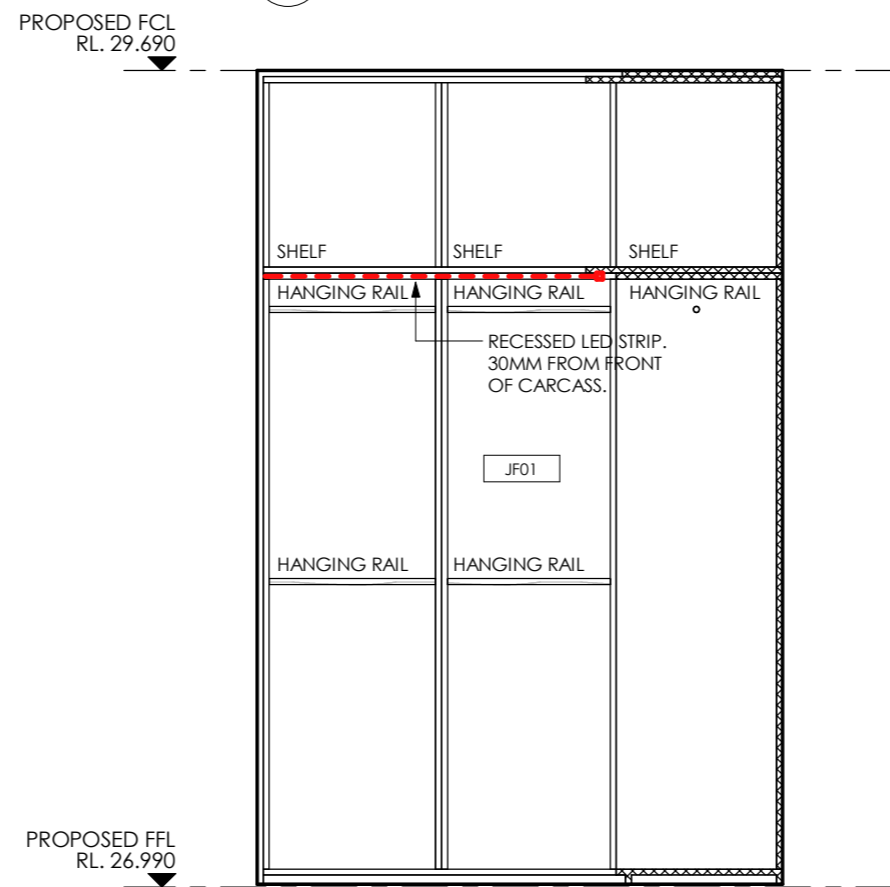 PROPOSED FCL
RL. 29.690
SHELF SHELF SHELF
HANGING RAIL HANGING RAIL HANGING RAIL
RECESSED LED STRIP.
30MM FROM FRONT
OF CARCASS.
JF01
HANGING RAIL HANGING RAIL
PROPOSED FFL
RL. 26.990